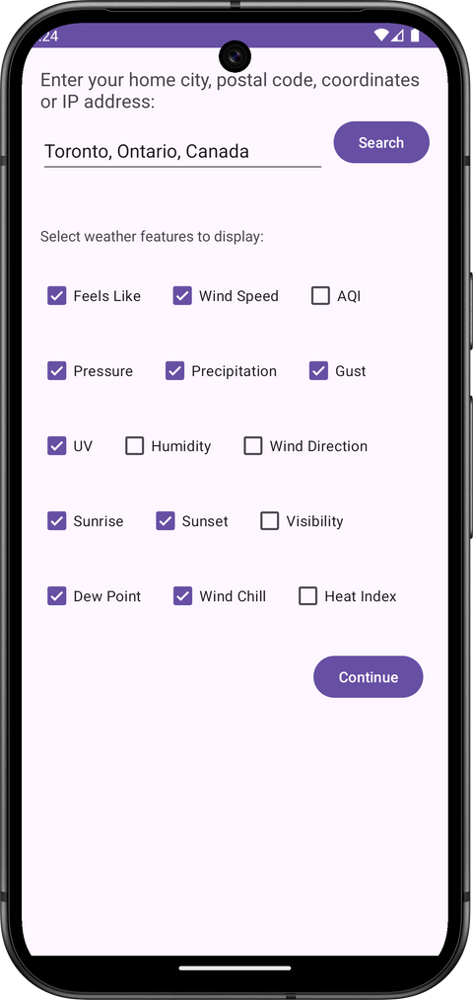 :24
Enter your home city, postal code, coordinates
or IP address:
Toronto, Ontario, Canada
Search
Select weather features to display:
Feels Like Wind Speed AQI
Pressure Precipitation Gust
UV Humidity Wind Direction
Sunrise Sunset Visibility
Dew Point Wind Chill Heat Index
Continue